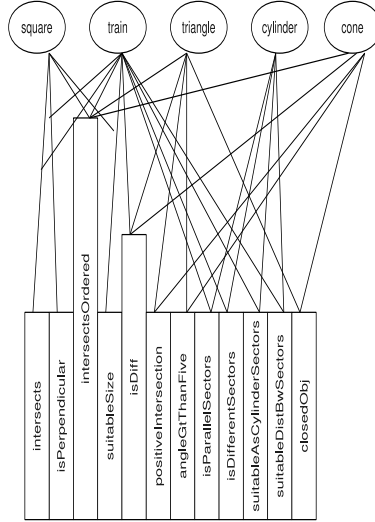 square
train
triangle
cylinder
cone
intersects
isPerpendicular
intersectsOrdered
suitableSize
isDiff
positiveIntersection
angleGtThanFive
isParallelSectors
isDifferentSectors
suitableAsCylinderSectors
suitableDistBwSectors
closedObj